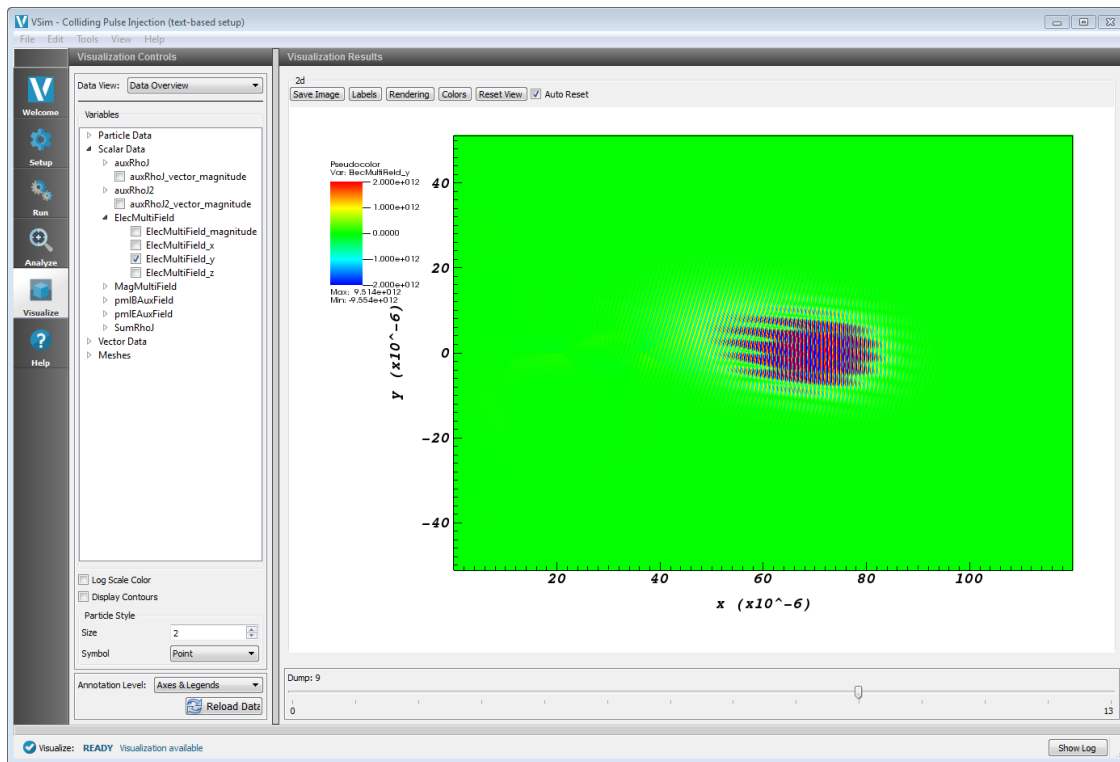 VSim - Colliding Pulse Injection (text-based setup)
File Edit Tools View Help
Visualization Controls
Visualization Results
Welcome
Setup
Run
Analyze
Visualize
Help
Data View: Data Overview
Variables
Particle Data
Scalar Data
auxRhoJ
auxRhoJ_vector_magnitude
auxRhoJ2
auxRhoJ2_vector_magnitude
ElecMultiField
ElecMultiField_magnitude
ElecMultiField_x
ElecMultiField_y
ElecMultiField_z
MagMultiField
pmlBAuxField
pmlEAuxField
SumRhoJ
Vector Data
Meshes
Log Scale Color
Display Contours
Particle Style
Size 2
Symbol Point
Annotation Level: Axes & Legends
Reload Data
2d
Save Image Labels Rendering Colors Reset View Auto Reset
Pseudocolor
Var: ElecMultiField_y
2.000e+012
1.000e+012
0.0000
-1.000e+012
-2.000e+012
Max: 9.514e+012
Min: -9.554e+012
40
20
0
-20
-40
Y (x10^-6)
20 40 60 80 100
x (x10^-6)
Dump: 9
0 13
Visualize: READY Visualization available
Show Log